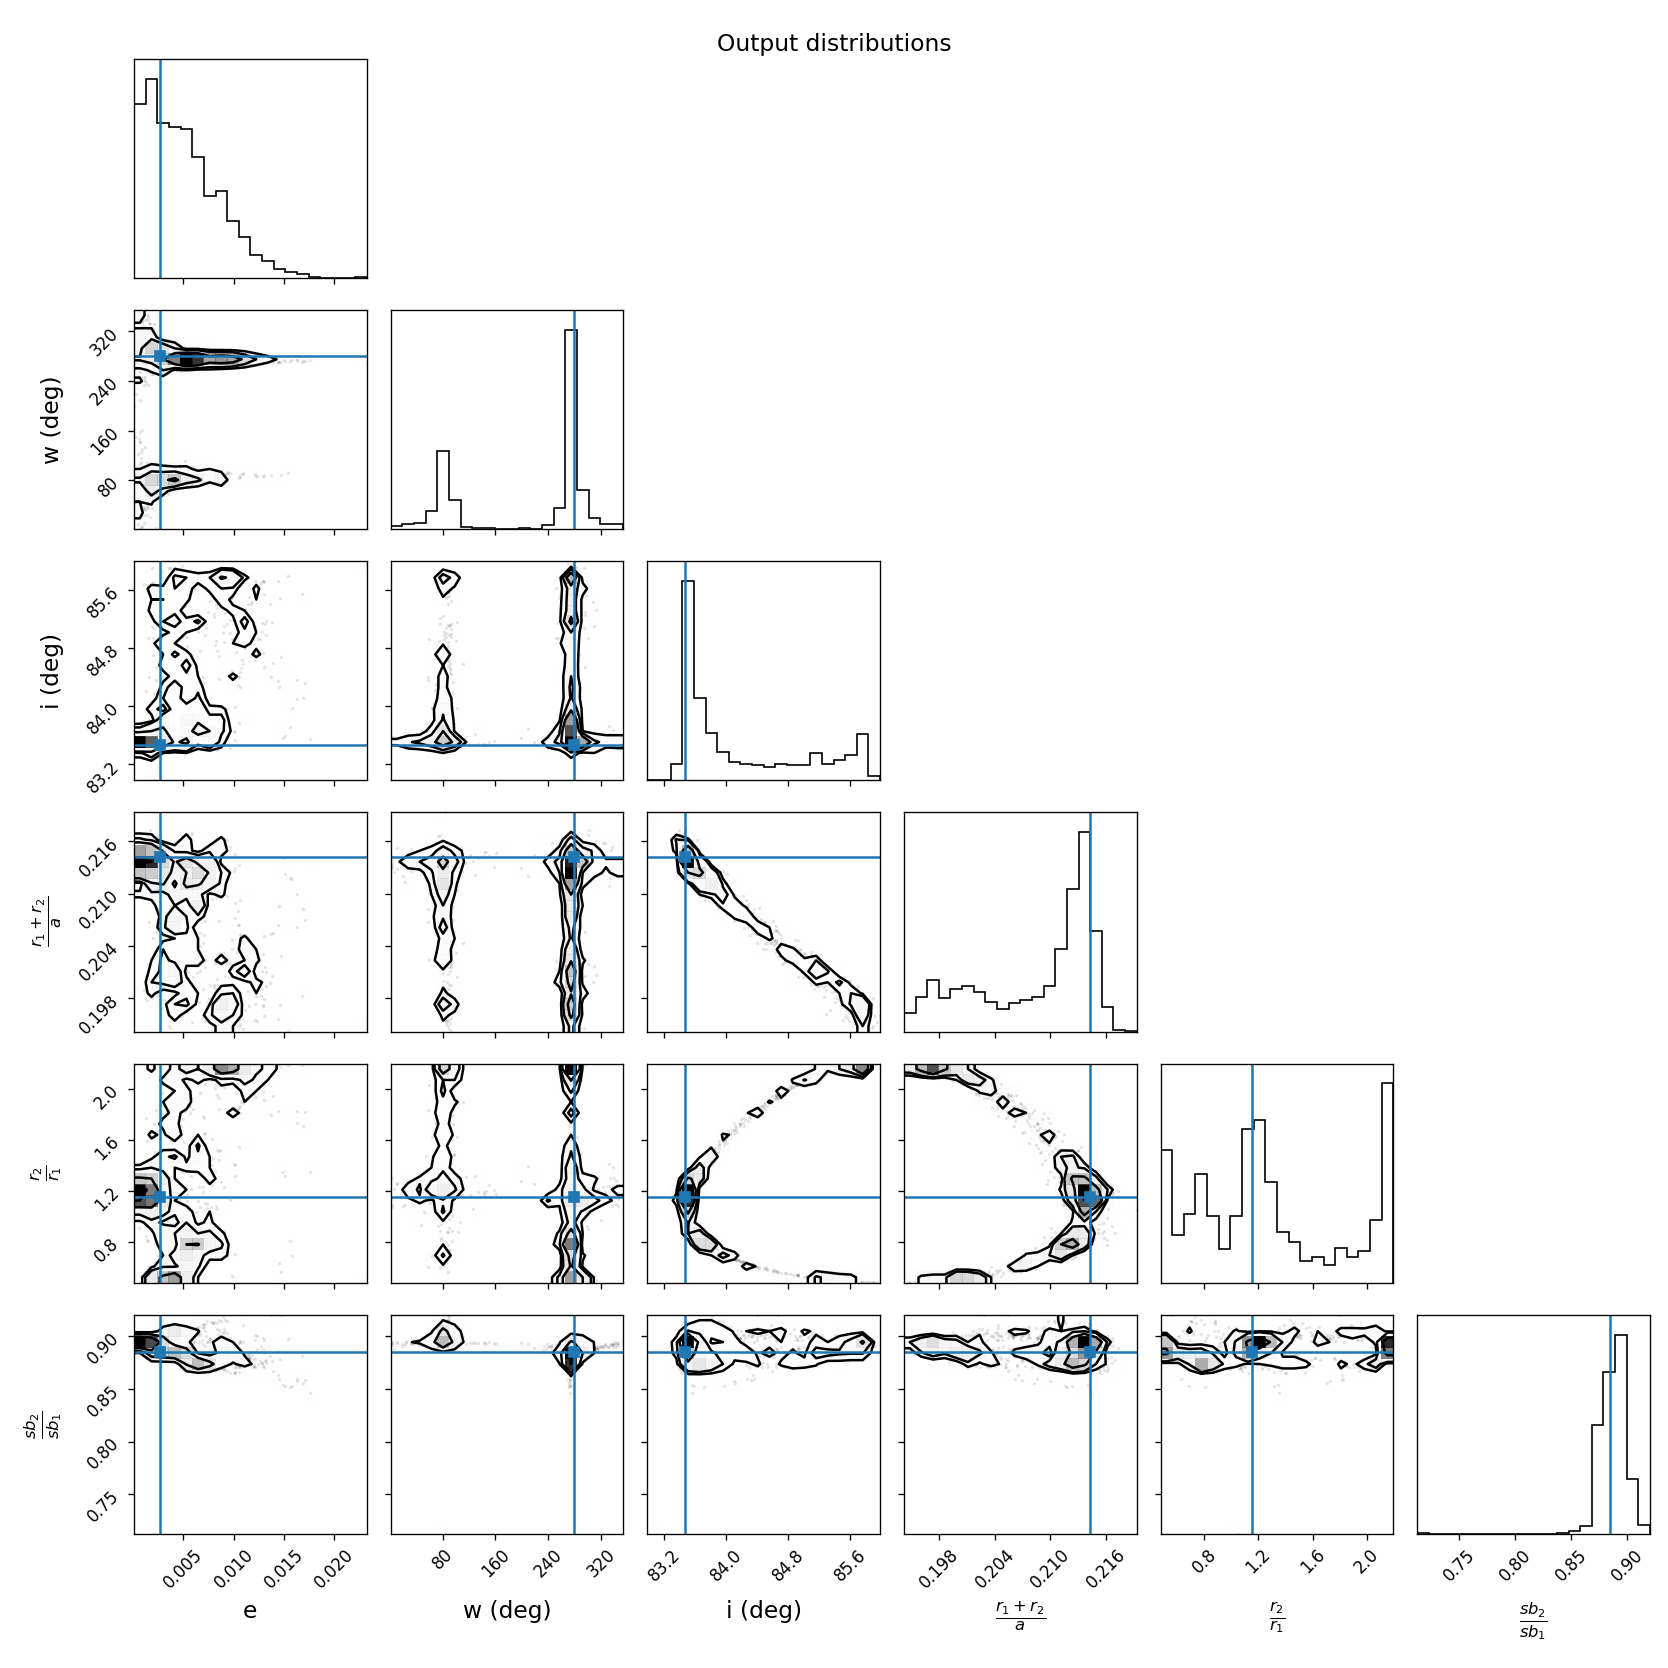 Output distributions
w (deg)
320
240
160
80
i (deg)
85.6
84.8
84.0
83.2
r₁ + r₂
a
0.216
0.210
0.204
0.198
r₂
r₁
2.0
1.6
1.2
0.8
sb₂
sb₁
0.90
0.85
0.80
0.75
0.005 0.010 0.015 0.020 80 160 240 320 83.2 84.0 84.8 85.6 0.198 0.204 0.210 0.216 0.8 1.2 1.6 2.0 0.75 0.80 0.85 0.90
e w (deg) i (deg) r₁ + r₂ r₂ sb₂
a r₁ sb₁